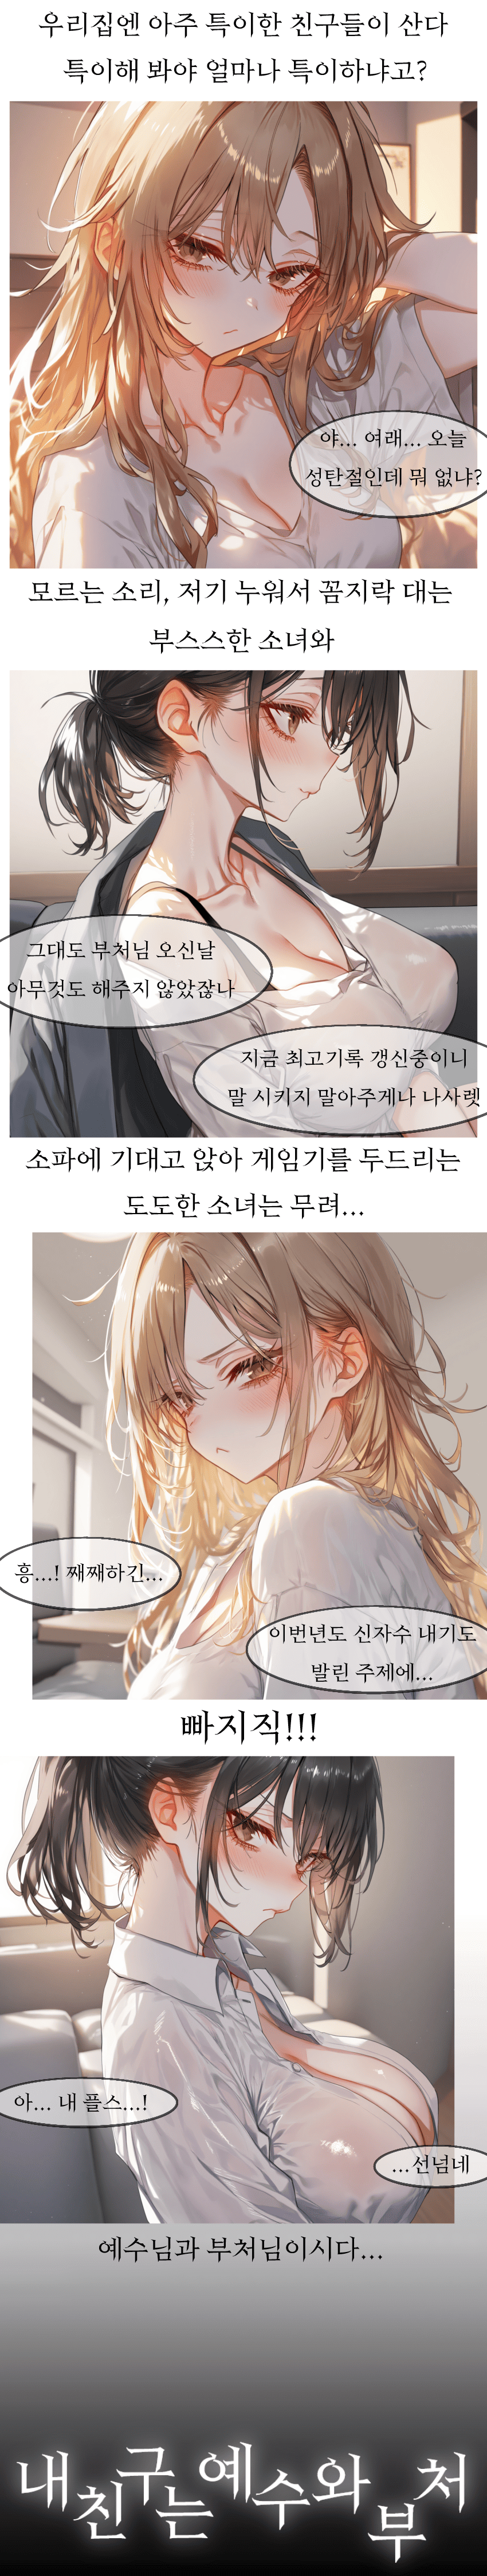 우리집엔 아주 특이한 친구들이 산다
특이해 봐야 얼마나 특이하냐고?
야... 여래... 오늘
성탄절인데 뭐 없냐?
모르는 소리, 저기 누워서 꼼지락 대는
부스스한 소녀와
그대도 부처님 오신날
아무것도 해주지 않았잖나
지금 최고기록 갱신중이니
말 시키지 말아주게나 나사렛
소파에 기대고 앉아 게임기를 두드리는
도도한 소녀는 무려...
흥...! 째째하긴...
이번년도 신자수 내기도
발린 주제에...
빠지직!!!
아... 내 플스...!
...선넘네
예수님과 부처님이시다...
내친구는예수와부처